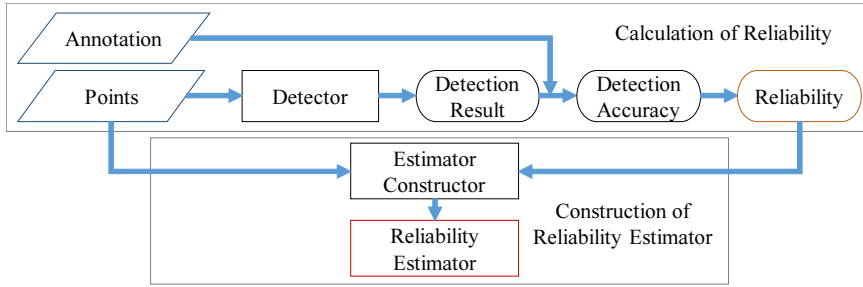 Annotation
Calculation of Reliability
Points
Detector
Detection
Result
Detection
Accuracy
Reliability
Estimator
Constructor
Construction of
Reliability Estimator
Reliability
Estimator